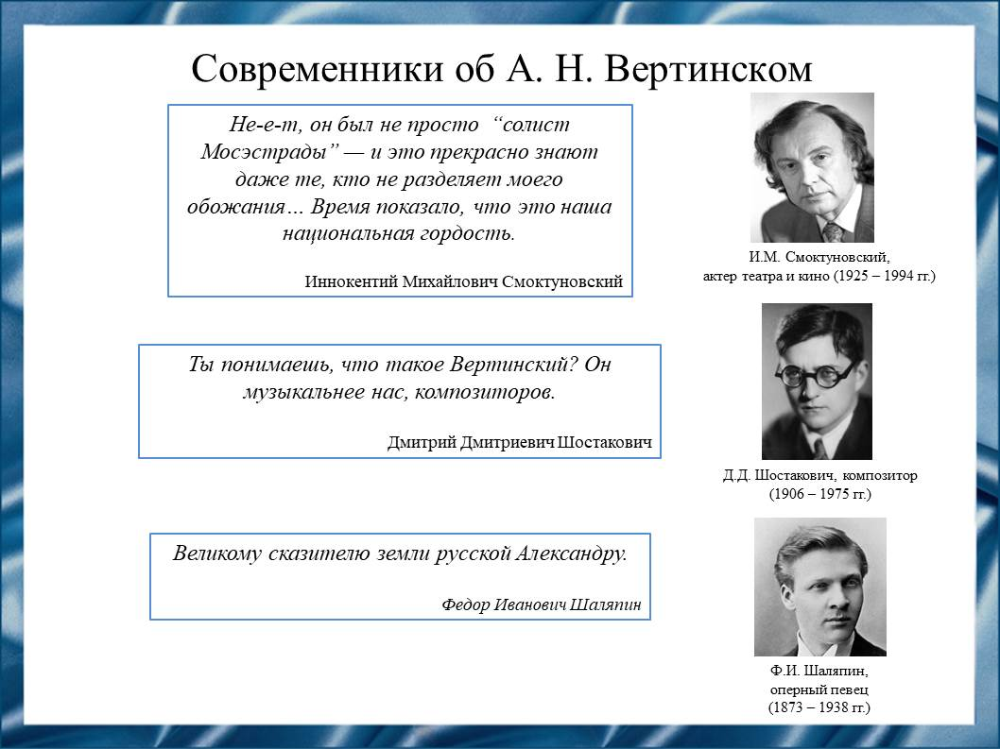 Современники об А. Н. Вертинском
Не-е-т, он был не просто  “солист
Мосэстрады” — и это прекрасно знают
даже те, кто не разделяет моего
обожания… Время показало, что это наша
национальная гордость.
Иннокентий Михайлович Смоктуновский
И.М. Смоктуновский,
актер театра и кино (1925 – 1994 гг.)
Ты понимаешь, что такое Вертинский? Он
музыкальнее нас, композиторов.
Дмитрий Дмитриевич Шостакович
Д.Д. Шостакович, композитор
(1906 – 1975 гг.)
Великому сказителю земли русской Александру.
Федор Иванович Шаляпин
Ф.И. Шаляпин,
оперный певец
(1873 – 1938 гг.)